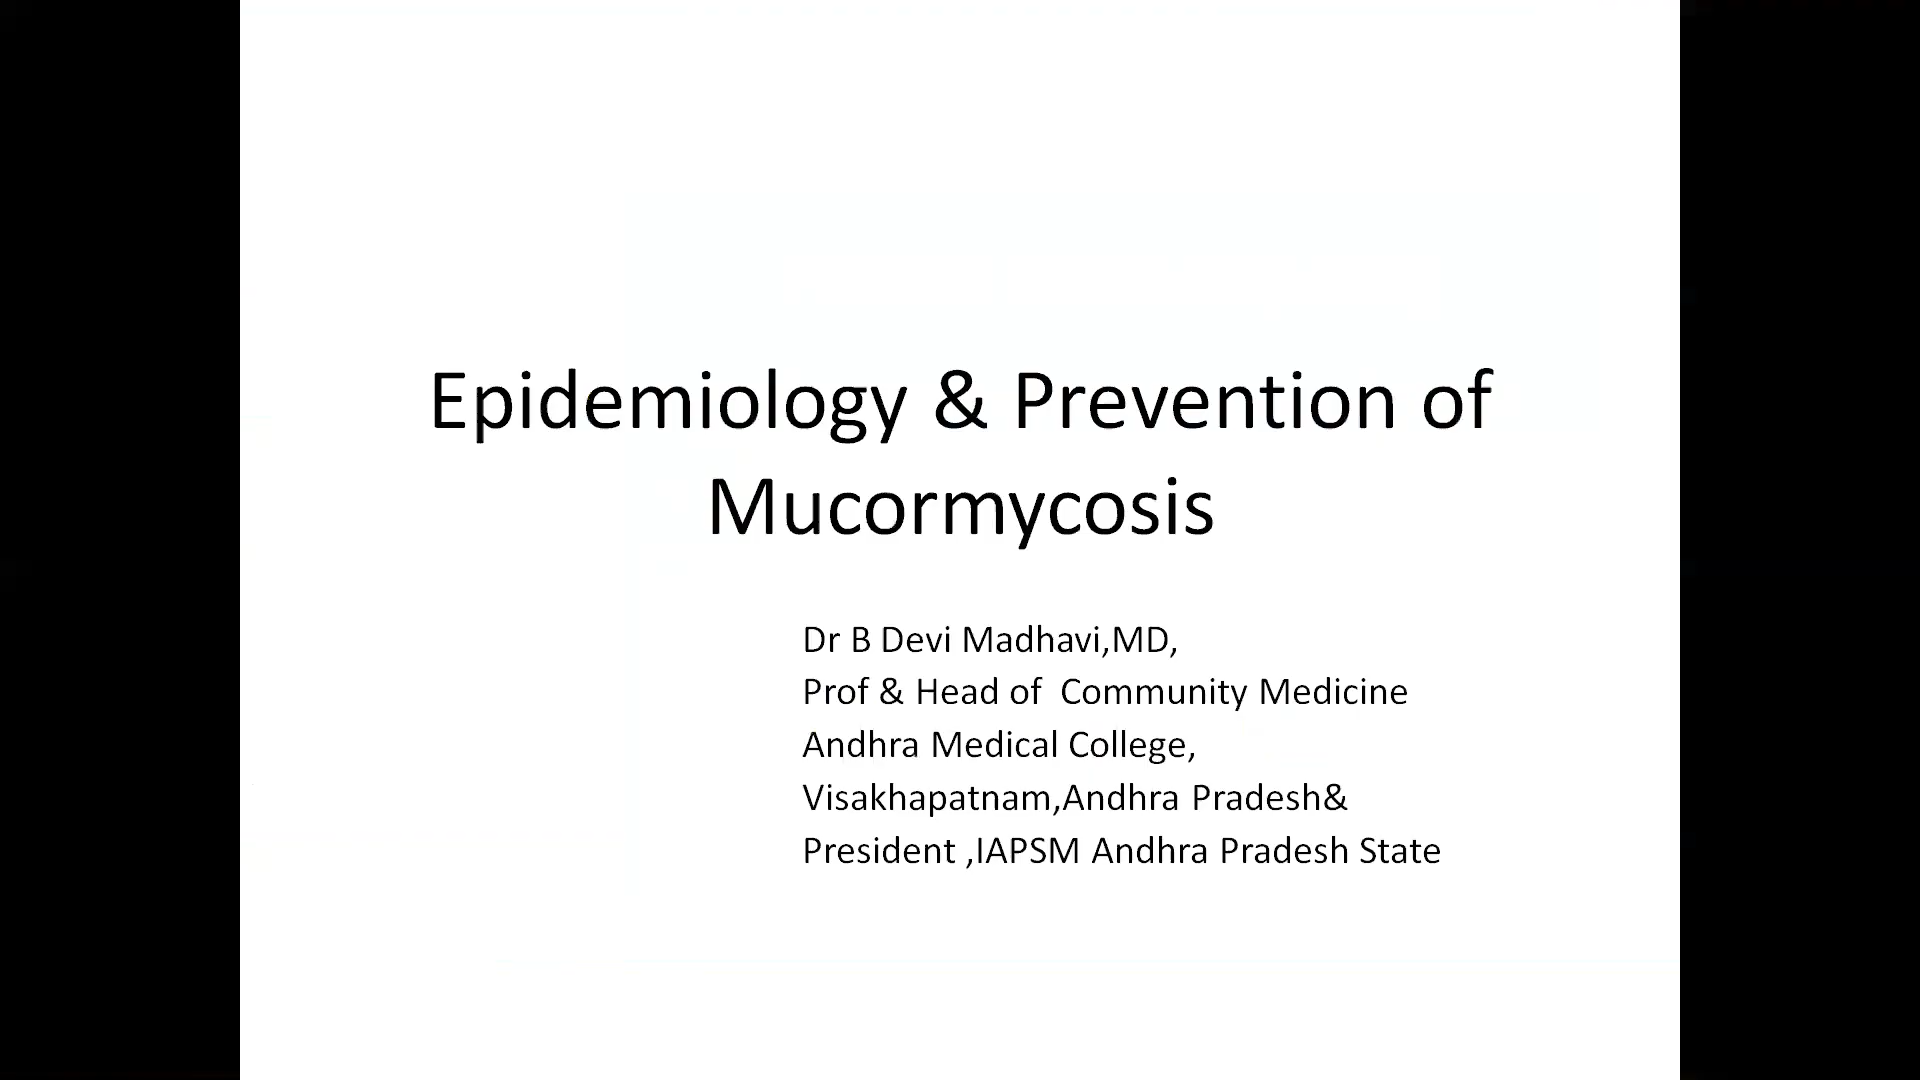 Epidemiology & Prevention of
Mucormycosis
Dr B Devi Madhavi,MD,
Prof & Head of  Community Medicine
Andhra Medical College,
Visakhapatnam,Andhra Pradesh&
President ,IAPSM Andhra Pradesh State